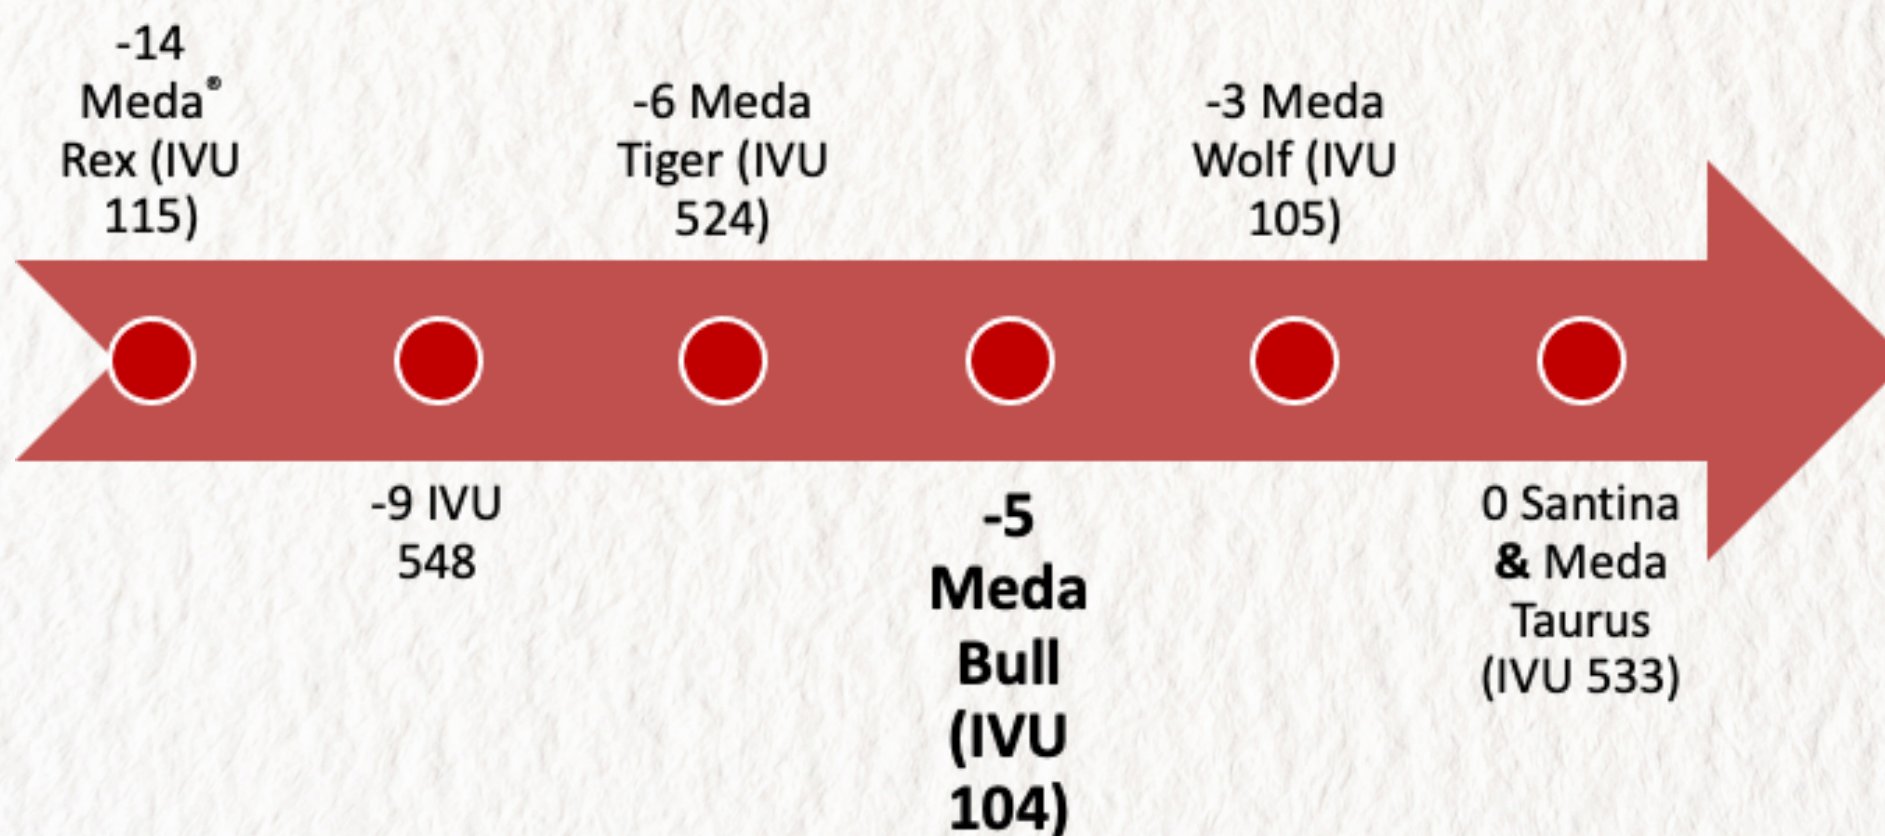 -14
Meda®
Rex (IVU
115)
-9 IVU
548
-6 Meda
Tiger (IVU
524)
-5
Meda
Bull
(IVU
104)
-3 Meda
Wolf (IVU
105)
0 Santina
& Meda
Taurus
(IVU 533)